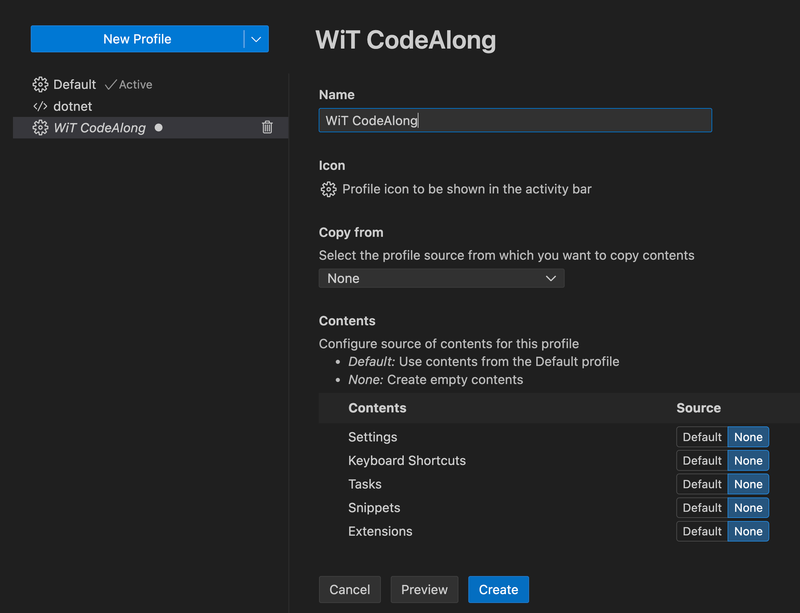 New Profile
Default Active
dotnet
WiT CodeAlong
WiT CodeAlong
Name
WiT CodeAlong
Icon
Profile icon to be shown in the activity bar
Copy from
Select the profile source from which you want to copy contents
None
Contents
Configure source of contents for this profile
• Default: Use contents from the Default profile
• None: Create empty contents
Contents Source
Settings Default None
Keyboard Shortcuts Default None
Tasks Default None
Snippets Default None
Extensions Default None
Cancel Preview Create